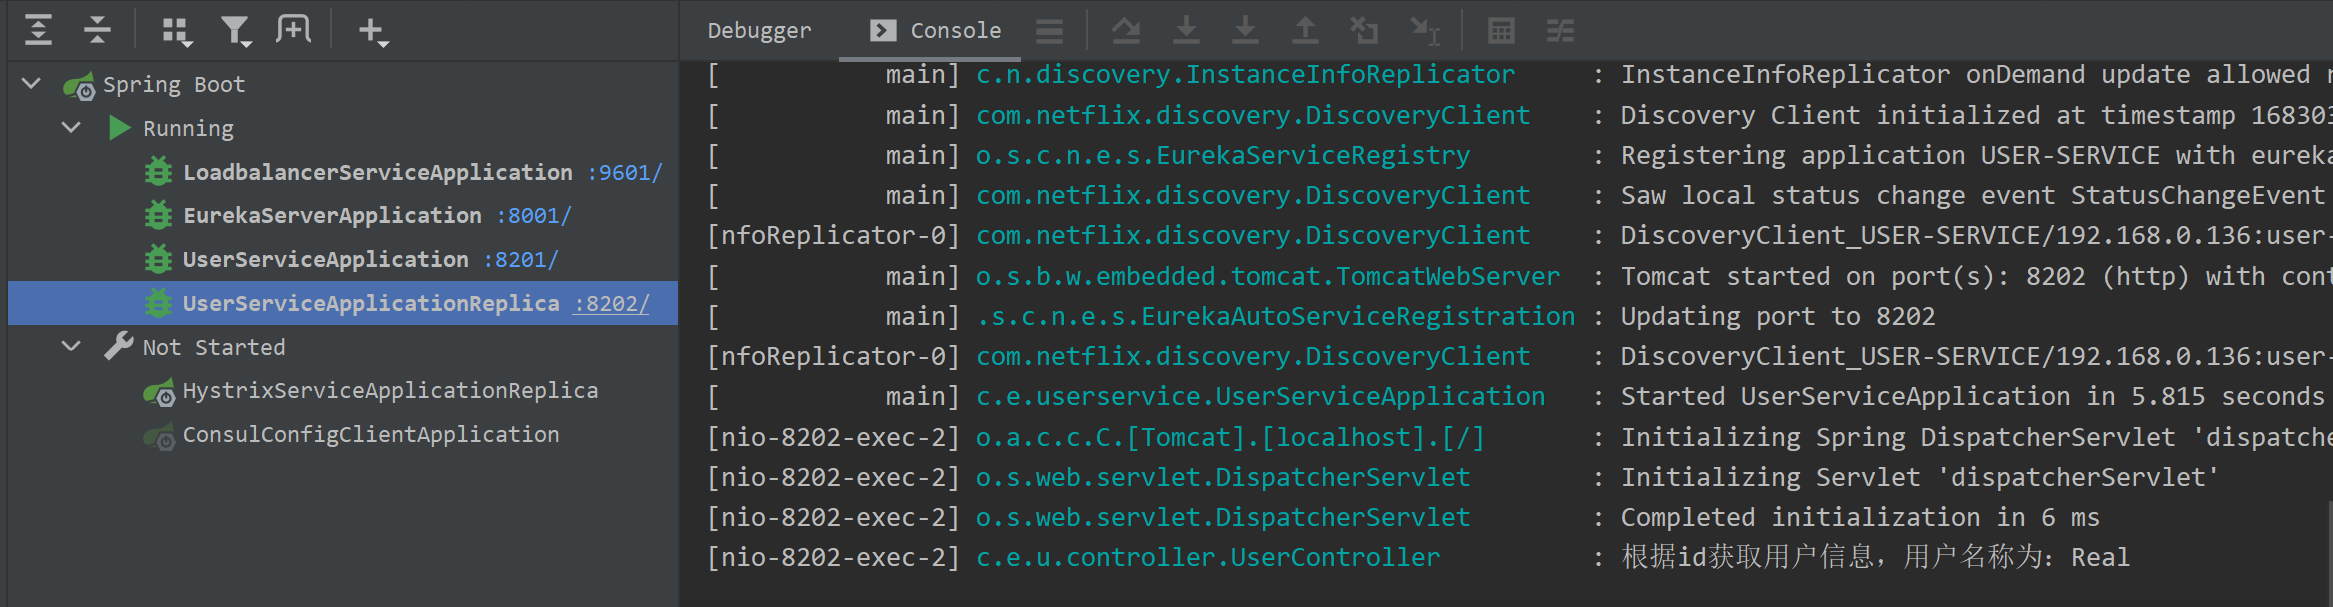 Debugger
Console
Spring Boot
Running
LoadbalancerServiceApplication :9601/
EurekaServerApplication :8001/
UserServiceApplication :8201/
UserServiceApplicationReplica :8202/
Not Started
HystrixServiceApplicationReplica
ConsulConfigClientApplication
[ main] c.n.discovery.InstanceInfoReplicator : InstanceInfoReplicator onDemand update allowed
[ main] com.netflix.discovery.DiscoveryClient : Discovery Client initialized at timestamp 168303
[ main] o.s.c.n.e.s.EurekaServiceRegistry : Registering application USER-SERVICE with eureka
[ main] com.netflix.discovery.DiscoveryClient : Saw local status change event StatusChangeEvent
[nfoReplicator-0] com.netflix.discovery.DiscoveryClient : DiscoveryClient_USER-SERVICE/192.168.0.136:user-
[ main] o.s.b.w.embedded.tomcat.TomcatWebServer : Tomcat started on port(s): 8202 (http) with cont
[ main] .s.c.n.e.s.EurekaAutoServiceRegistration : Updating port to 8202
[nfoReplicator-0] com.netflix.discovery.DiscoveryClient : DiscoveryClient_USER-SERVICE/192.168.0.136:user-
[ main] c.e.userservice.UserServiceApplication : Started UserServiceApplication in 5.815 seconds
[nio-8202-exec-2] o.a.c.c.C.[Tomcat].[localhost].[/] : Initializing Spring DispatcherServlet 'dispatche
[nio-8202-exec-2] o.s.web.servlet.DispatcherServlet : Initializing Servlet 'dispatcherServlet'
[nio-8202-exec-2] o.s.web.servlet.DispatcherServlet : Completed initialization in 6 ms
[nio-8202-exec-2] c.e.u.controller.UserController : 根据id获取用户信息，用户名称为：Real